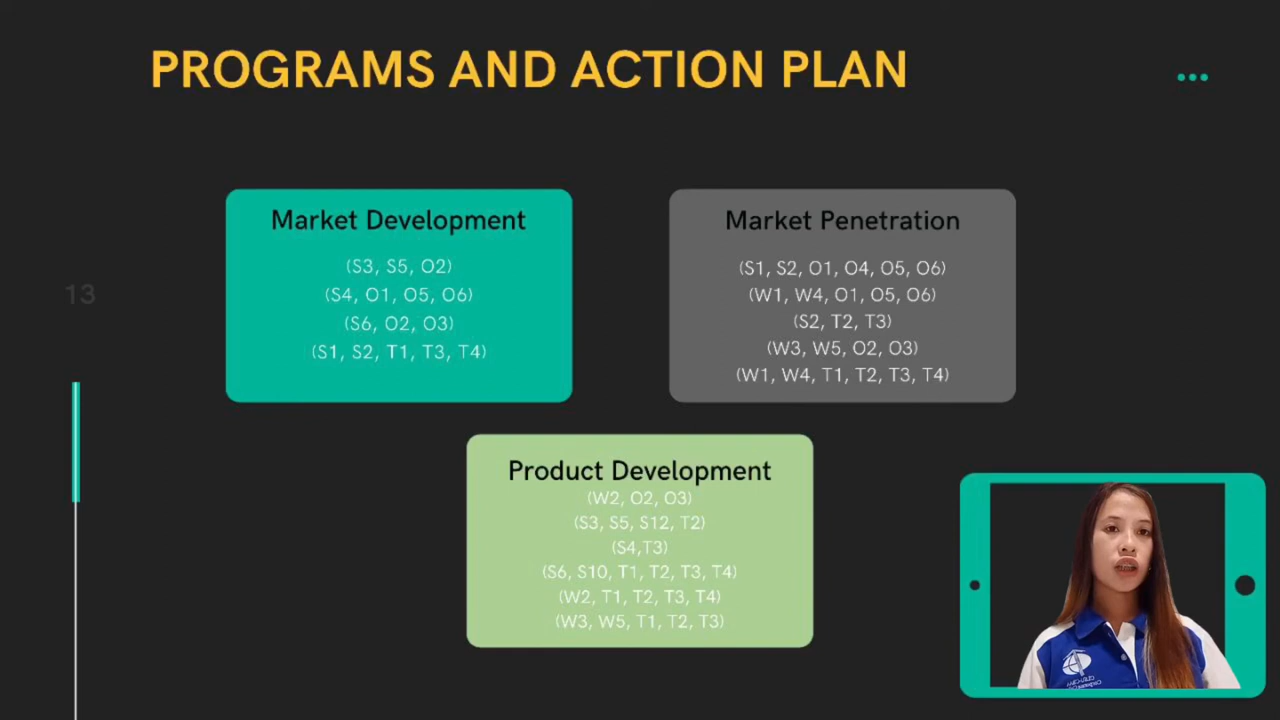 PROGRAMS AND ACTION PLAN
Market Development
(S3, S5, O2)
(S4, O1, O5, O6)
(S6, O2, O3)
(S1, S2, T1, T3, T4)
Market Penetration
(S1, S2, O1, O4, O5, O6)
(W1, W4, O1, O5, O6)
(S2, T2, T3)
(W3, W5, O2, O3)
(W1, W4, T1, T2, T3, T4)
13
Product Development
(W2, O2, O3)
(S3, S5, S12, T2)
(S4,T3)
(S6, S10, T1, T2, T3, T4)
(W2, T1, T2, T3, T4)
(W3, W5, T1, T2, T3)